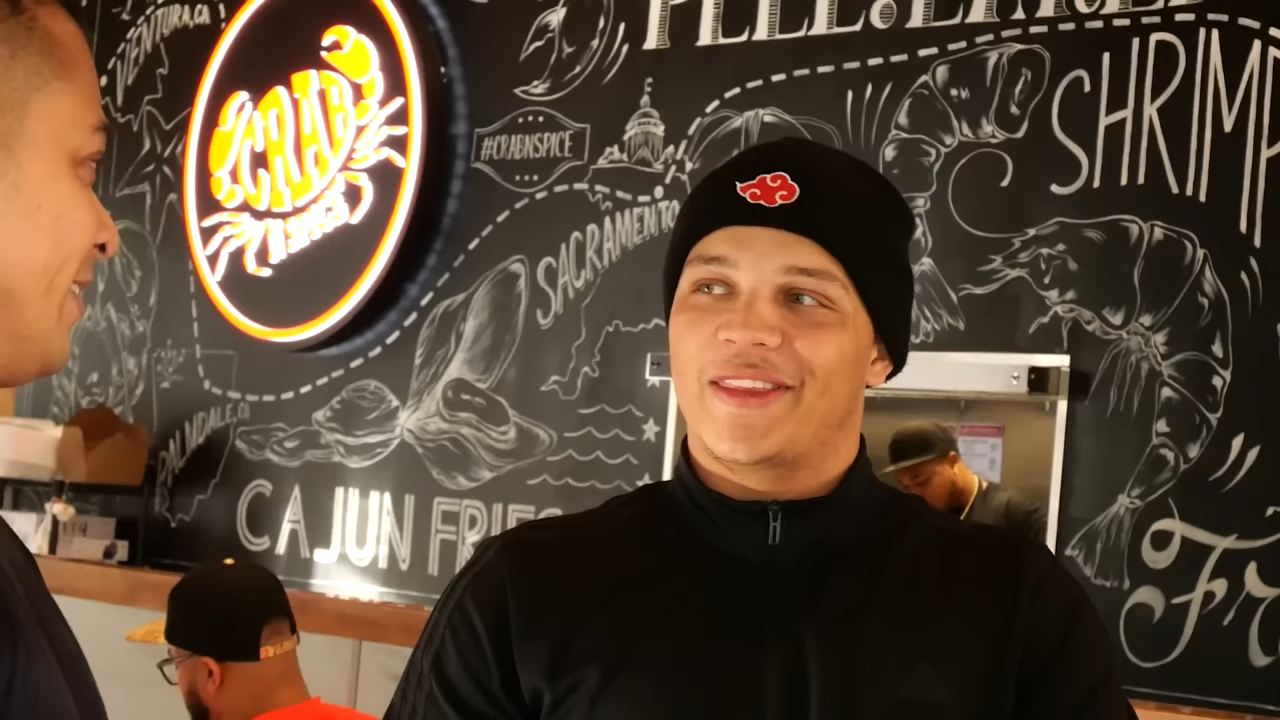 VENTURA, CA
CRAB
SPICE
#CRABNSPICE
SACRAMENTO
SHRIMP
PALMDALE, CA
CAJUN FRIES